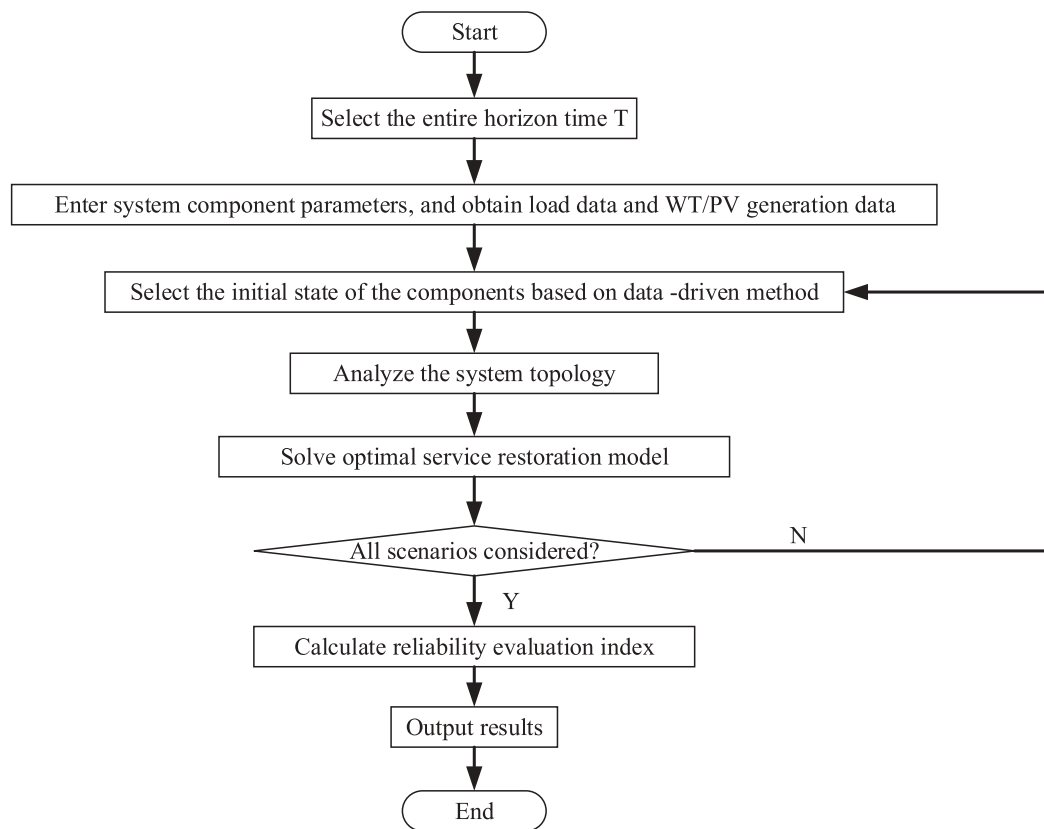 Start
Select the entire horizon time T
Enter system component parameters, and obtain load data and WT/PV generation data
Select the initial state of the components based on data -driven method
Analyze the system topology
Solve optimal service restoration model
All scenarios considered?
N
Y
Calculate reliability evaluation index
Output results
End